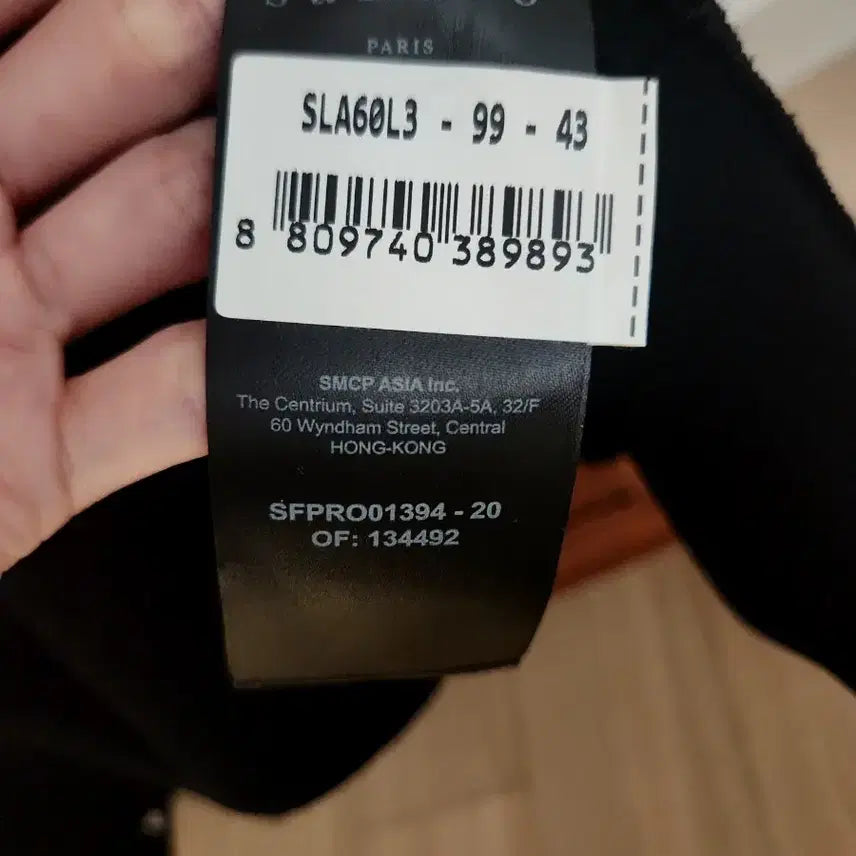 PARIS
SLA60L3 - 99 - 43
8 809740 389893
SMCP ASIA Inc.
The Centrium, Suite 3203A-5A, 32/F
60 Wyndham Street, Central
HONG-KONG
SFPRO01394 - 20
OF: 134492